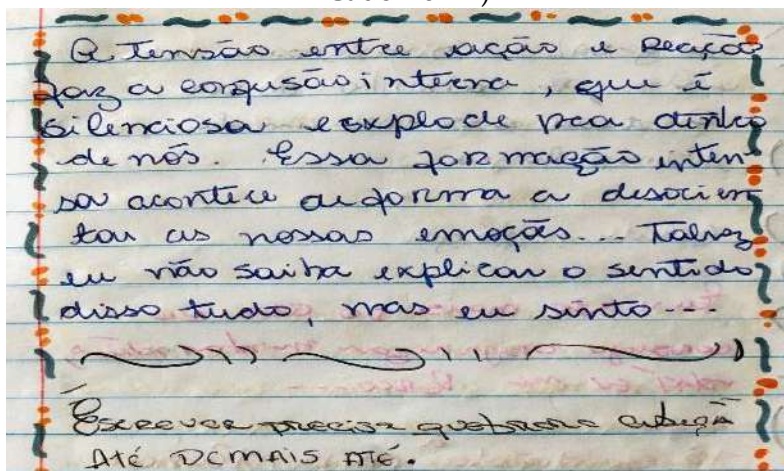 A Tensão entre ação e Reação
faz a confusão interna, que é
silenciosa e explode pra dentro
de nós. Essa formação inten-
sa acontece de forma a desorien
tar as nossas emoções... Talvez
eu não saiba explicar o sentido
disso tudo, mas eu sinto...
Escrever precisa quebrar a cabeça
ATÉ DEMAIS ATÉ.